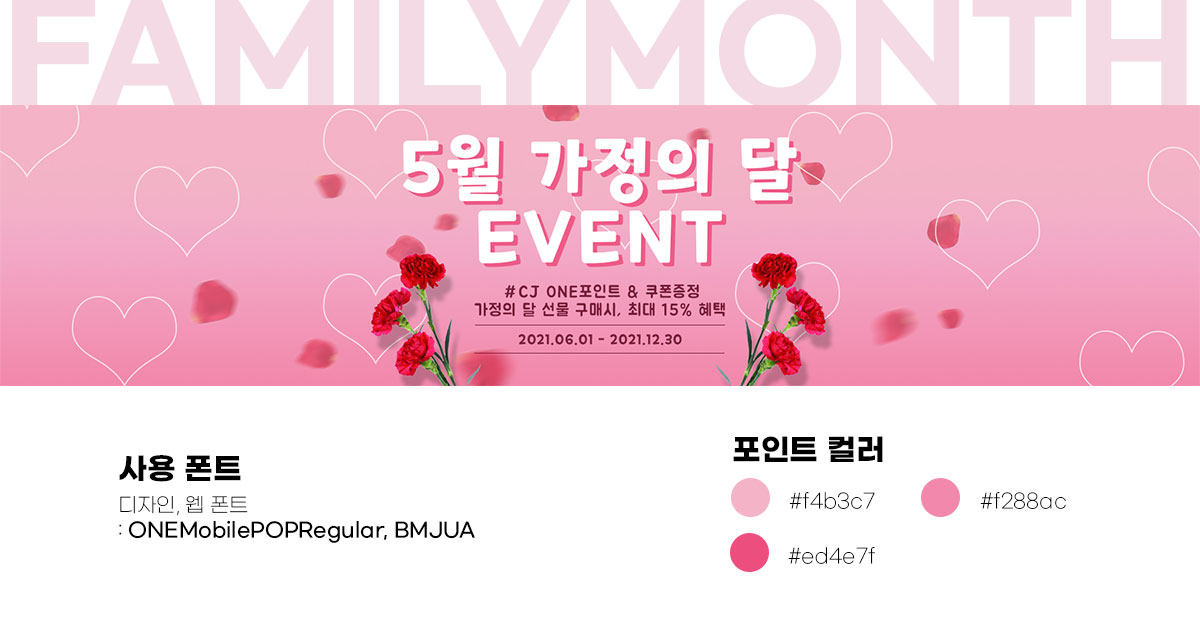 FAMILYMONTH
5월 가정의 달
EVENT
#CJ ONE포인트 & 쿠폰증정
가정의 달 선물 구매시, 최대 15% 혜택
2021.06.01 - 2021.12.30
사용 폰트
디자인, 웹 폰트
: ONEMobilePOPRegular, BMJUA
포인트 컬러
#f4b3c7
#f288ac
#ed4e7f